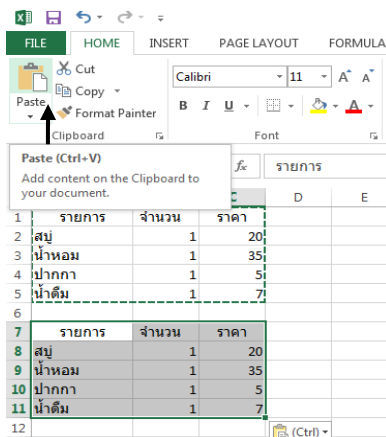 FILE HOME INSERT PAGE LAYOUT FORMULA
Cut
Copy
Format Painter
Paste
Calibri 11 A A
B I U A
Clipboard Font
Paste (Ctrl+V)
Add content on the Clipboard to
your document.
fx รายการ
D E
1 รายการ จำนวน ราคา
2 สบู่ 1 20
3 น้ำหอม 1 35
4 ปากกา 1 5
5 น้ำดื่ม 1 7
6
7 รายการ จำนวน ราคา
8 สบู่ 1 20
9 น้ำหอม 1 35
10 ปากกา 1 5
11 น้ำดื่ม 1 7
12 (Ctrl)